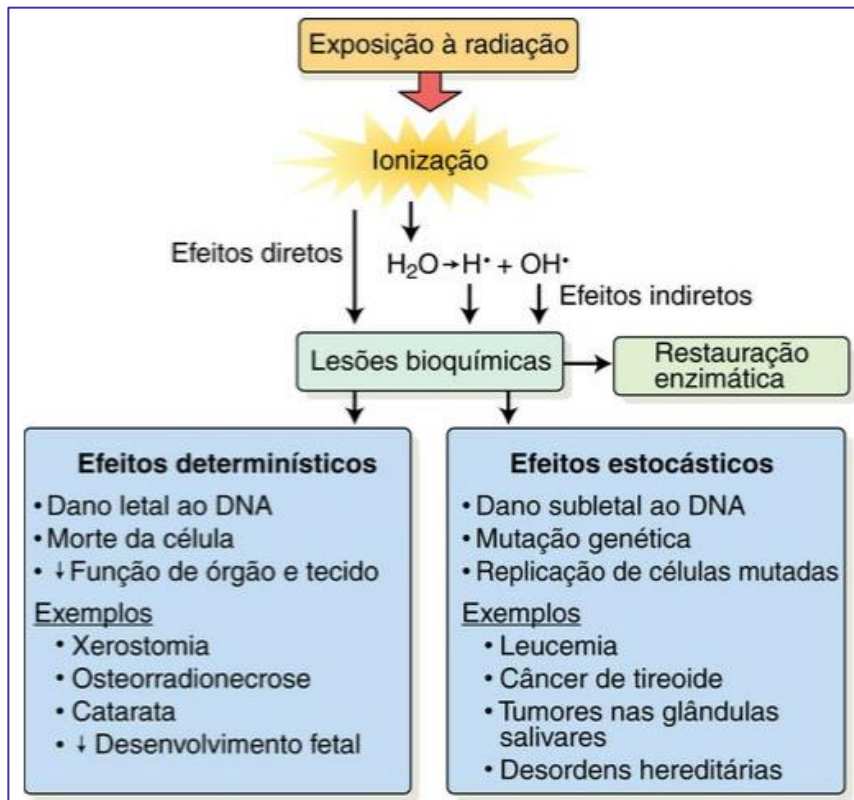 Exposição à radiação
Ionização
Efeitos diretos
H₂O→H• + OH•
Efeitos indiretos
Lesões bioquímicas
Restauração
enzimática
Efeitos determinísticos
• Dano letal ao DNA
• Morte da célula
• ↓Função de órgão e tecido
Exemplos
• Xerostomia
• Osteorradionecrose
• Catarata
• ↓ Desenvolvimento fetal
Efeitos estocásticos
• Dano subletal ao DNA
• Mutação genética
• Replicação de células mutadas
Exemplos
• Leucemia
• Câncer de tireoide
• Tumores nas glândulas
salivares
• Desordens hereditárias